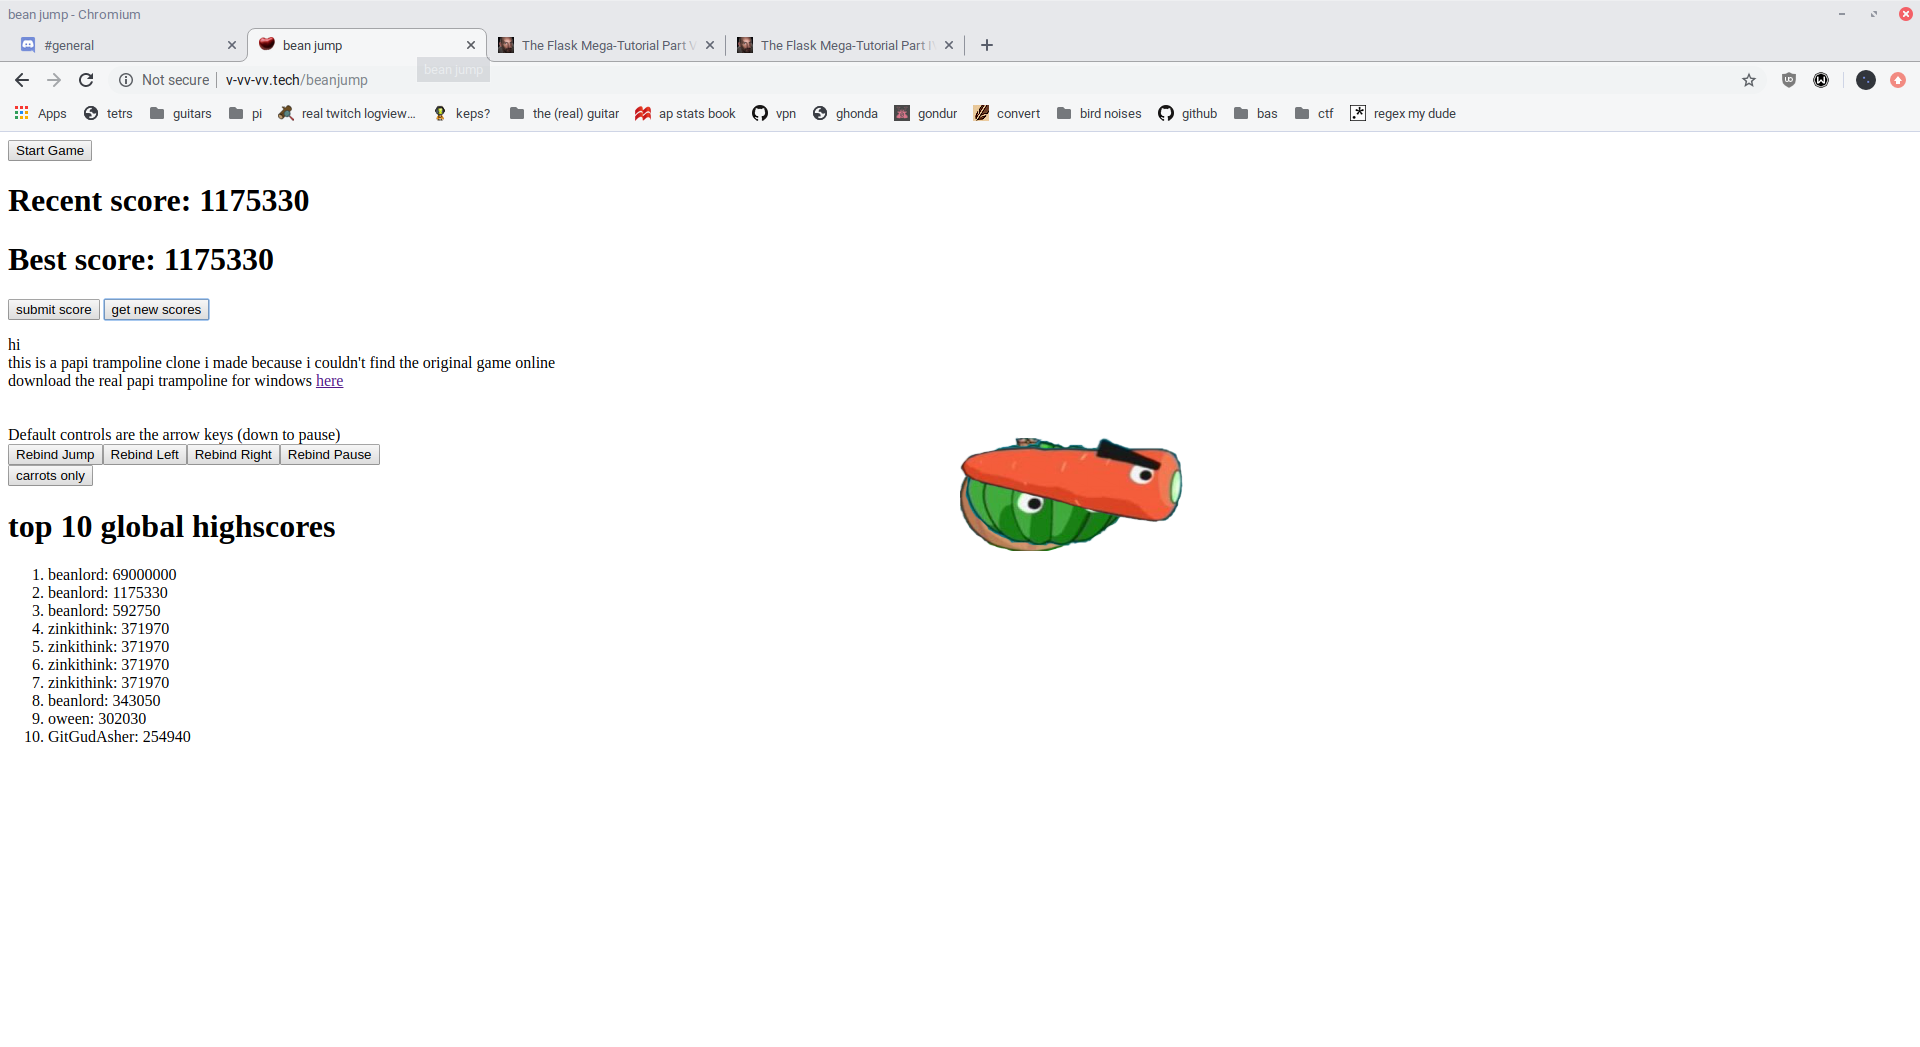 bean jump - Chromium
#general
bean jump
The Flask Mega-Tutorial Part
The Flask Mega-Tutorial Part
Not secure
v-vv-vv.tech/beanjump
bean jump
Apps
tetrs
guitars
pi
real twitch logview...
keps?
the (real) guitar
ap stats book
vpn
ghonda
gondur
convert
bird noises
github
bas
ctf
regex my dude
Start Game
Recent score: 1175330
Best score: 1175330
submit score
get new scores
hi
this is a papi trampoline clone i made because i couldn't find the original game online
download the real papi trampoline for windows here
Default controls are the arrow keys (down to pause)
Rebind Jump
Rebind Left
Rebind Right
Rebind Pause
carrots only
top 10 global highscores
1. beanlord: 69000000
2. beanlord: 1175330
3. beanlord: 592750
4. zinkithink: 371970
5. zinkithink: 371970
6. zinkithink: 371970
7. zinkithink: 371970
8. beanlord: 343050
9. oween: 302030
10. GitGudAsher: 254940